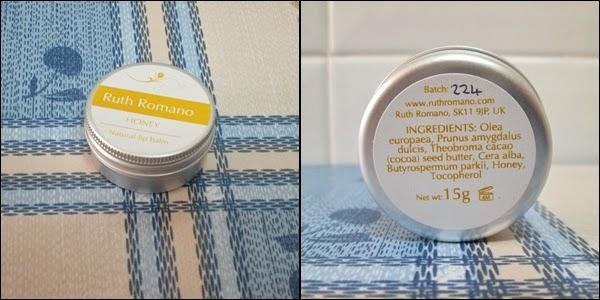 Ruth Romano
HONEY
Natural lip balm
Batch: 224
www.ruthromano.com
Ruth Romano, SK11 9JP, UK
INGREDIENTS: Olea
europaea, Prunus amygdalus
dulcis, Theobroma cacao
(cocoa) seed butter, Cera alba,
Butyrospermum parkii, Honey,
Tocopherol
Net wt: 15g